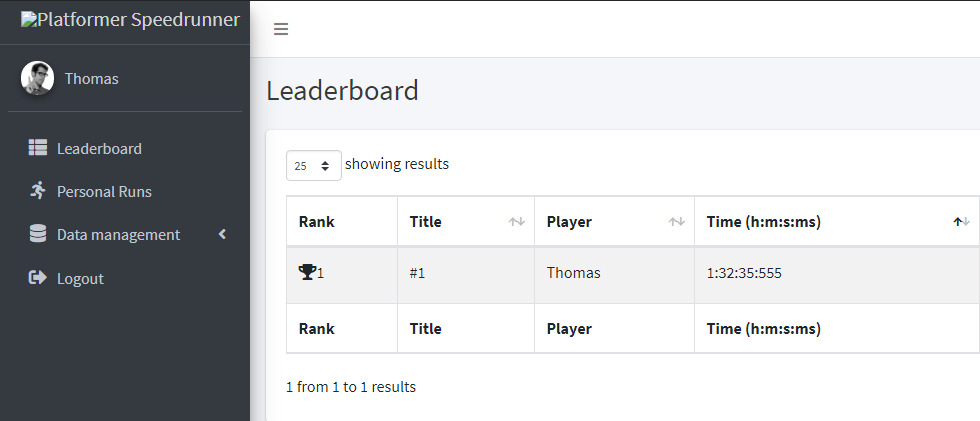 Platformer Speedrunner
Thomas
Leaderboard
Personal Runs
Data management
Logout
Leaderboard
25 showing results
Rank Title Player Time (h:m:s:ms)
1 #1 Thomas 1:32:35:555
Rank Title Player Time (h:m:s:ms)
1 from 1 to 1 results